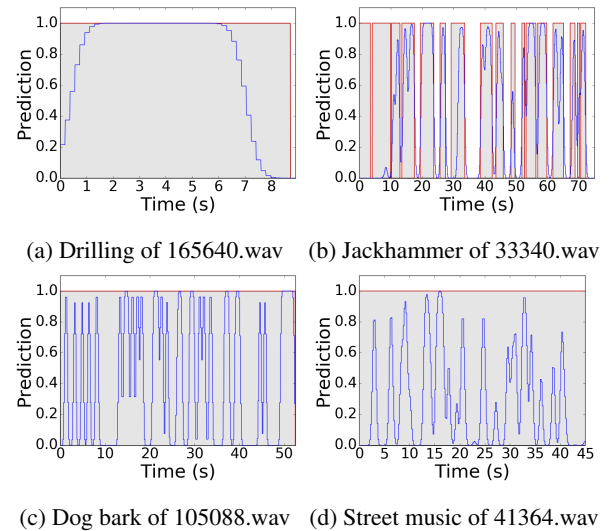 1.0
0.8
0.6
0.4
0.2
0.0
Prediction
0 1 2 3 4 5 6 7 8
Time (s)
(a) Drilling of 165640.wav
1.0
0.8
0.6
0.4
0.2
0.0
Prediction
0 10 20 30 40 50 60 70
Time (s)
(b) Jackhammer of 33340.wav
1.0
0.8
0.6
0.4
0.2
0.0
Prediction
0 10 20 30 40 50
Time (s)
(c) Dog bark of 105088.wav
1.0
0.8
0.6
0.4
0.2
0.0
Prediction
0 5 10 15 20 25 30 35 40 45
Time (s)
(d) Street music of 41364.wav